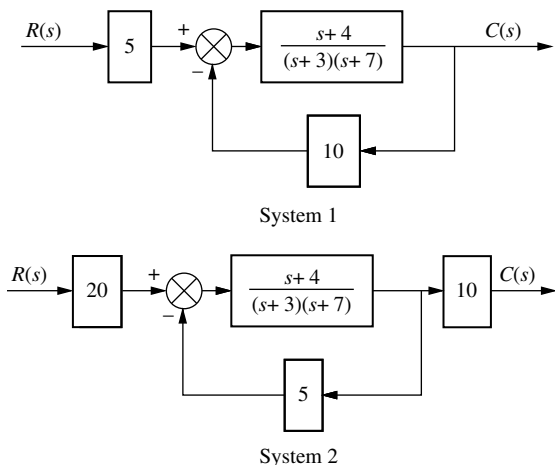 R(s) 5 + − s+ 4 C(s)
(s+ 3)(s+ 7)
10
System 1
R(s) 20 + − s+ 4 10 C(s)
(s+ 3)(s+ 7)
5
System 2